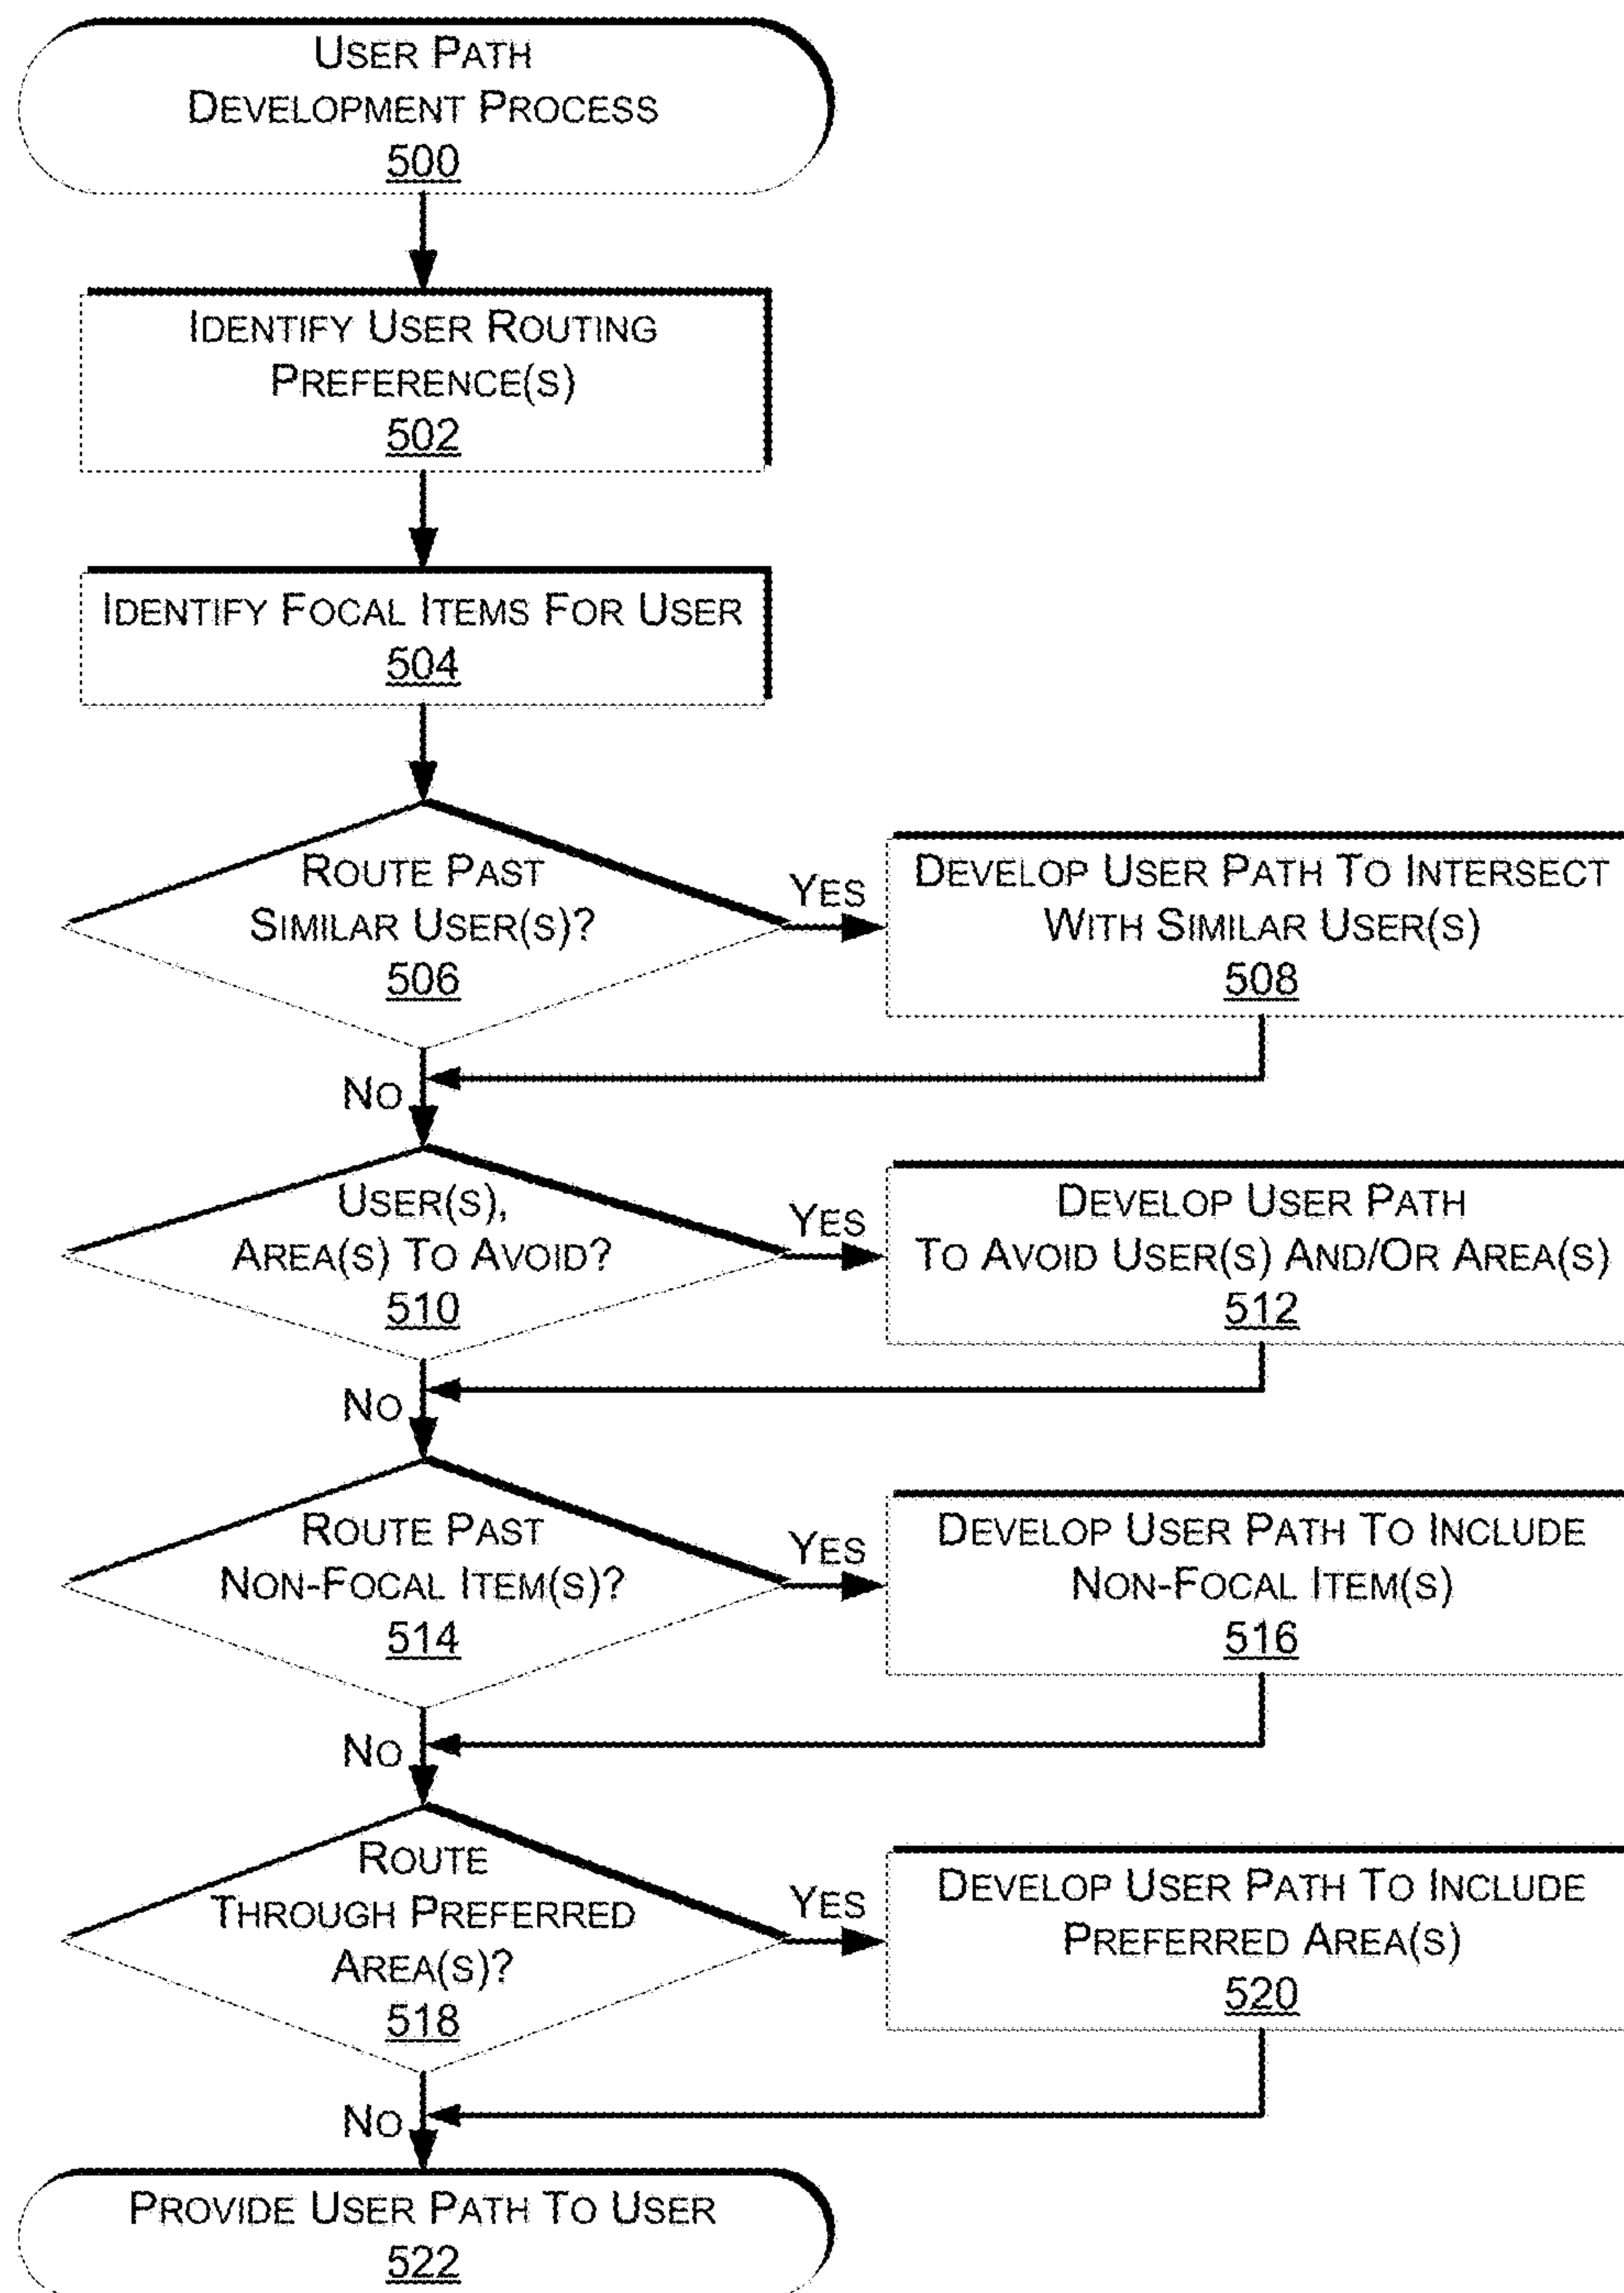 USER PATH
DEVELOPMENT PROCESS
500
IDENTIFY USER ROUTING
PREFERENCE(S)
502
IDENTIFY FOCAL ITEMS FOR USER
504
ROUTE PAST
SIMILAR USER(S)?
506
YES
DEVELOP USER PATH TO INTERSECT
WITH SIMILAR USER(S)
508
NO
USER(S),
AREA(S) TO AVOID?
510
YES
DEVELOP USER PATH
TO AVOID USER(S) AND/OR AREA(S)
512
NO
ROUTE PAST
NON-FOCAL ITEM(S)?
514
YES
DEVELOP USER PATH TO INCLUDE
NON-FOCAL ITEM(S)
516
NO
ROUTE
THROUGH PREFERRED
AREA(S)?
518
YES
DEVELOP USER PATH TO INCLUDE
PREFERRED AREA(S)
520
NO
PROVIDE USER PATH TO USER
522